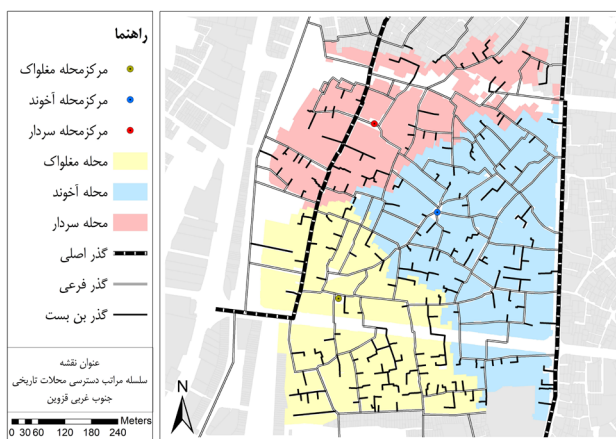 راهنما
مرکزمحله مغلواک
مرکزمحله آخوند
مرکزمحله سردار
محله مغلواک
محله آخوند
محله سردار
گذر اصلی
گذر فرعی
گذر بن بست
عنوان نقشه
سلسله مراتب دسترسی محلات تاریخی
جنوب غربی قزوین
N
Meters
0 30 60 120 180 240